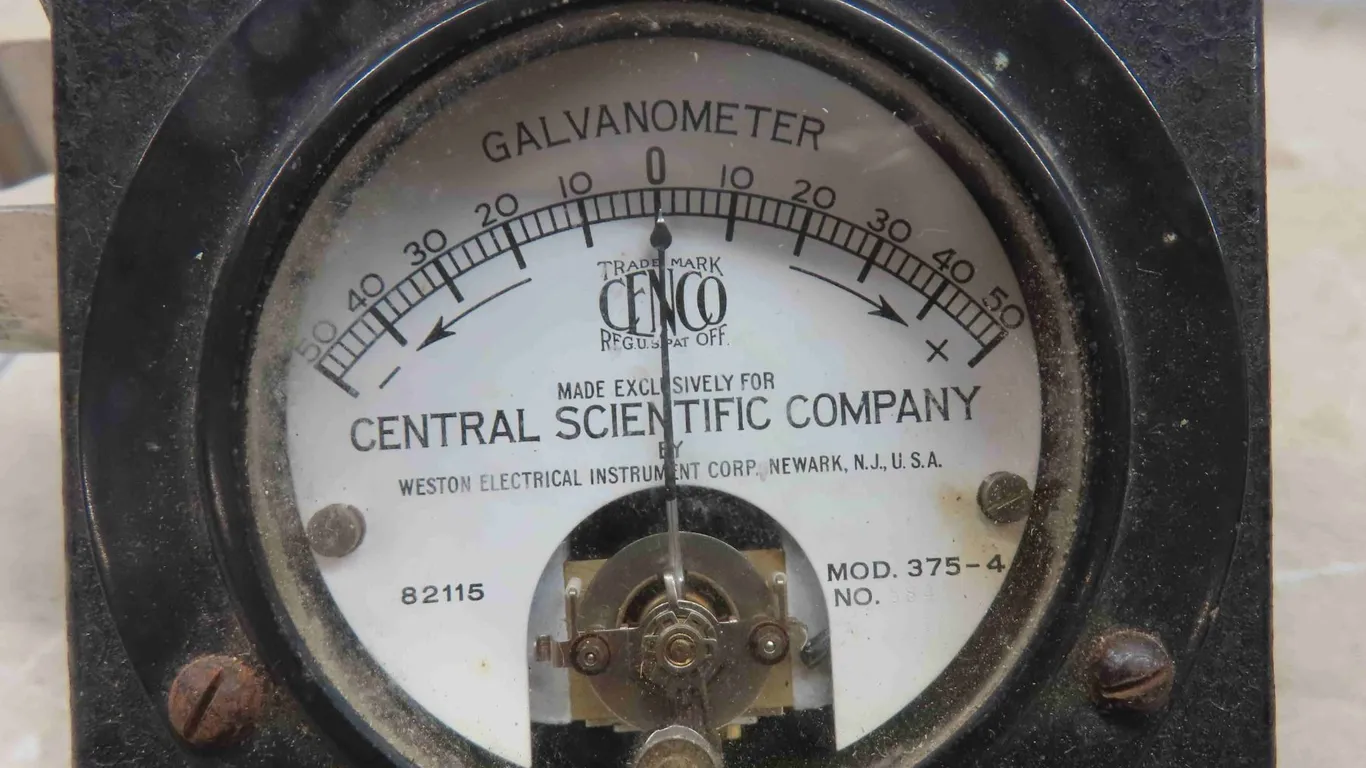 GALVANOMETER
50 40 30 20 10 0 10 20 30 40 50
TRADE MARK
CENCO
REG. U.S. PAT OFF.
− +
MADE EXCLUSIVELY FOR
CENTRAL SCIENTIFIC COMPANY
BY
WESTON ELECTRICAL INSTRUMENT CORP. NEWARK, N.J., U.S.A.
82115
MOD. 375-4
NO.